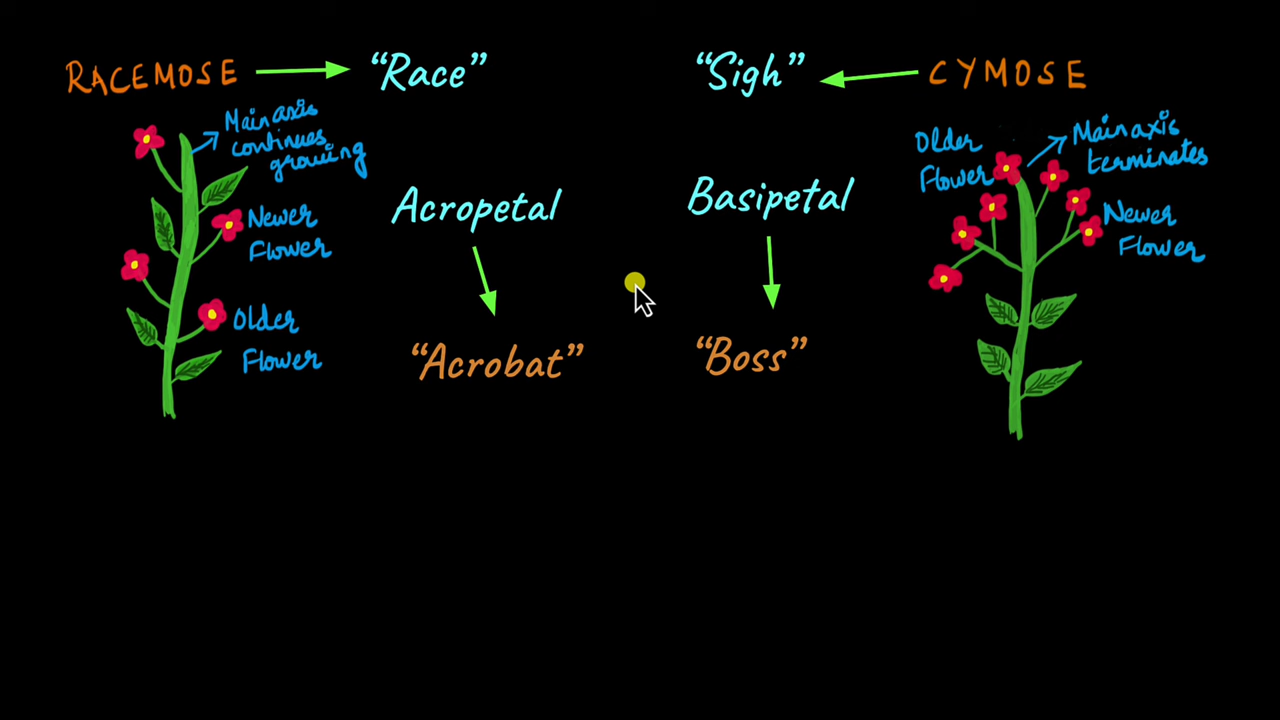 RACEMOSE
“Race”
“Sigh”
CYMOSE
Main axis
continues
growing
Older
Flower
Main axis
terminates
Acropetal
Basipetal
Newer
Flower
Newer
Flower
Older
Flower
“Acrobat”
“Boss”